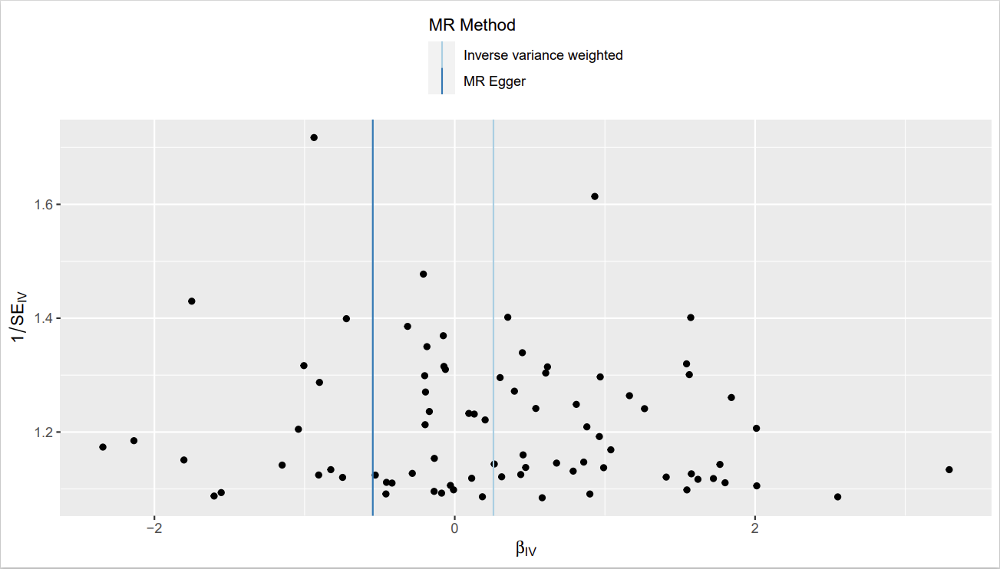 MR Method
Inverse variance weighted
MR Egger
1.6
1.4
1.2
1/SE_IV
−2
0
2
β_IV